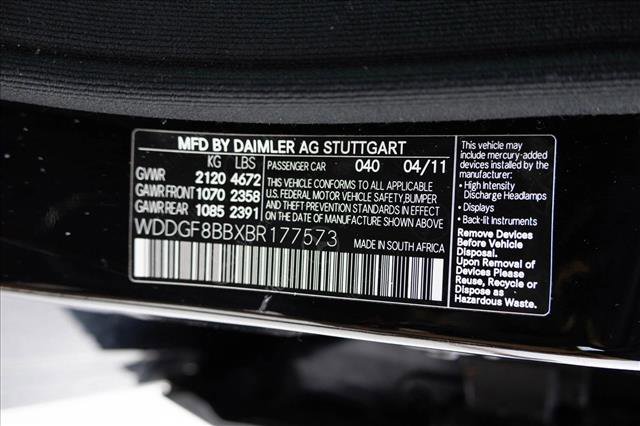 MFD BY DAIMLER AG STUTTGART
KG LBS
GVWR 2120 4672
GAWR FRONT 1070 2358
GAWR REAR 1085 2391
PASSENGER CAR 040 04/11
THIS VEHICLE CONFORMS TO ALL APPLICABLE
U.S. FEDERAL MOTOR VEHICLE SAFETY, BUMPER
AND THEFT PREVENTION STANDARDS IN EFFECT
ON THE DATE OF MANUFACTURE SHOWN ABOVE
WDDGF8BBXBR177573 MADE IN SOUTH AFRICA
This vehicle may
include mercury-added
devices installed by the
manufacturer:
• High Intensity
Discharge Headlamps
• Displays
• Back-lit Instruments
Remove Devices
Before Vehicle
Disposal.
Upon Removal of
Devices Please
Reuse, Recycle or
Dispose as
Hazardous Waste.